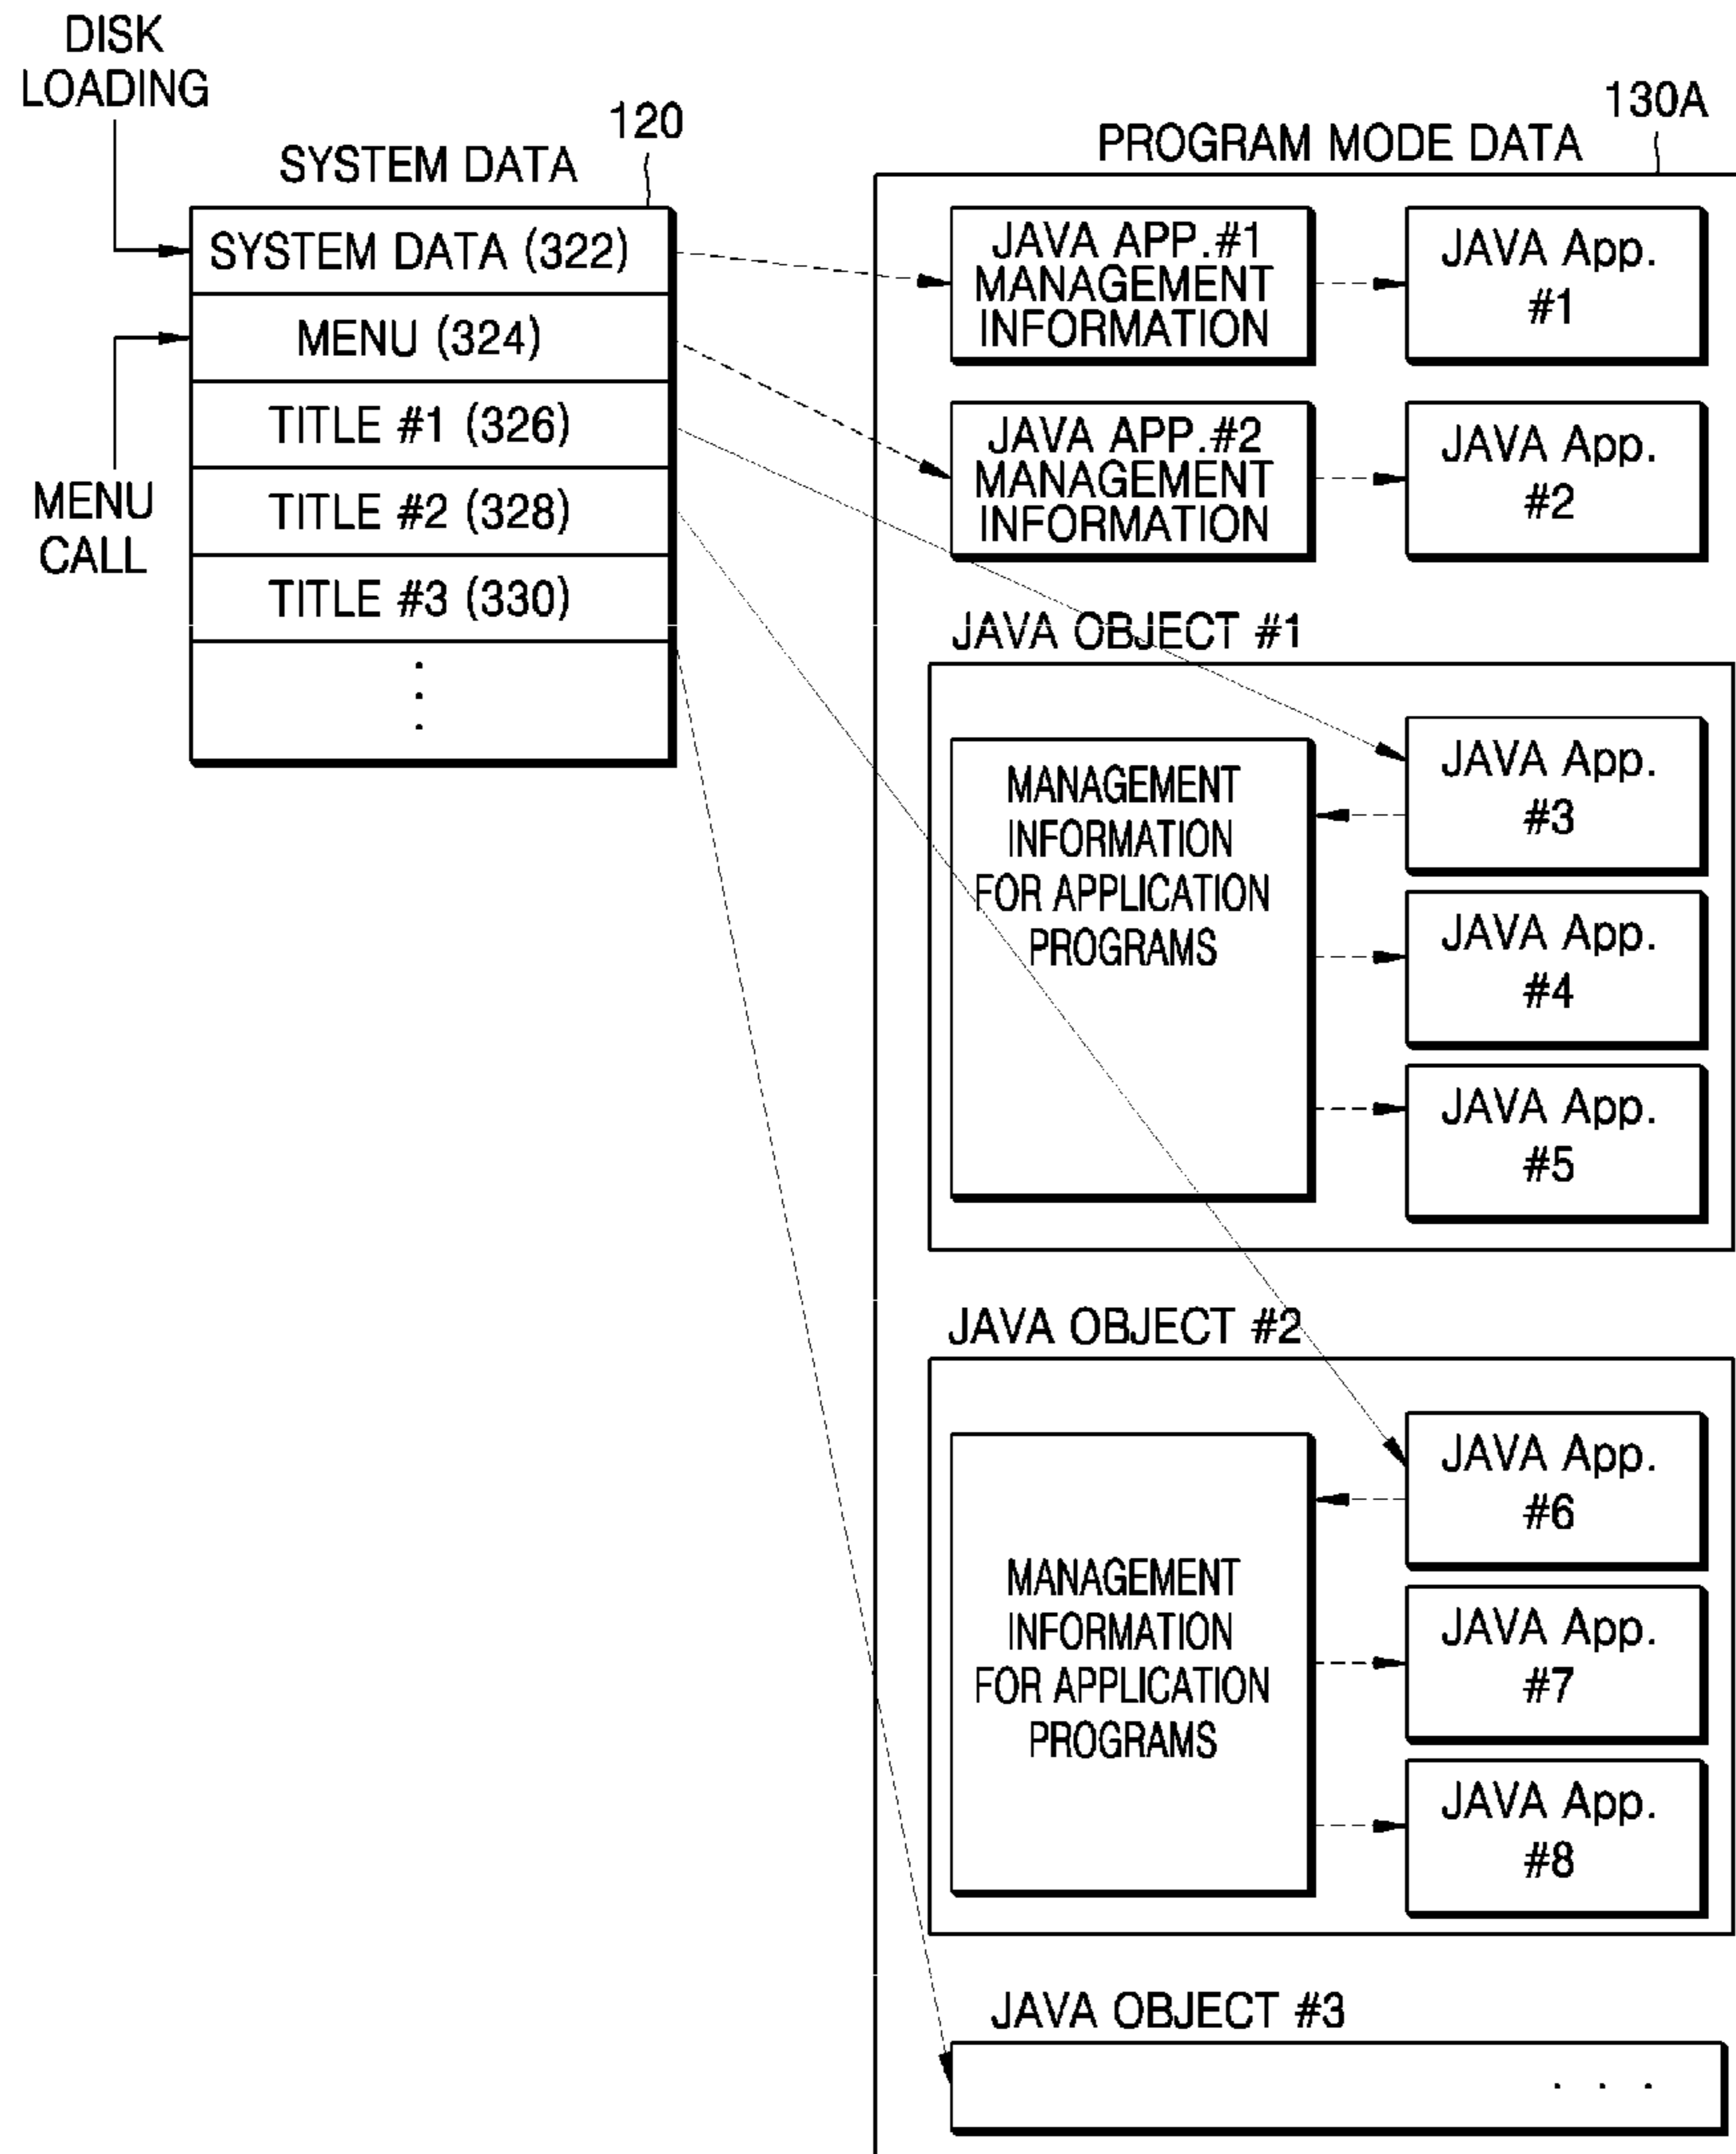 DISK
LOADING
120
SYSTEM DATA
SYSTEM DATA (322)
MENU (324)
TITLE #1 (326)
TITLE #2 (328)
TITLE #3 (330)
MENU
CALL
130A
PROGRAM MODE DATA
JAVA APP.#1
MANAGEMENT
INFORMATION
JAVA App.
#1
JAVA APP.#2
MANAGEMENT
INFORMATION
JAVA App.
#2
JAVA OBJECT #1
MANAGEMENT
INFORMATION
FOR APPLICATION
PROGRAMS
JAVA App.
#3
JAVA App.
#4
JAVA App.
#5
JAVA OBJECT #2
MANAGEMENT
INFORMATION
FOR APPLICATION
PROGRAMS
JAVA App.
#6
JAVA App.
#7
JAVA App.
#8
JAVA OBJECT #3
. . .